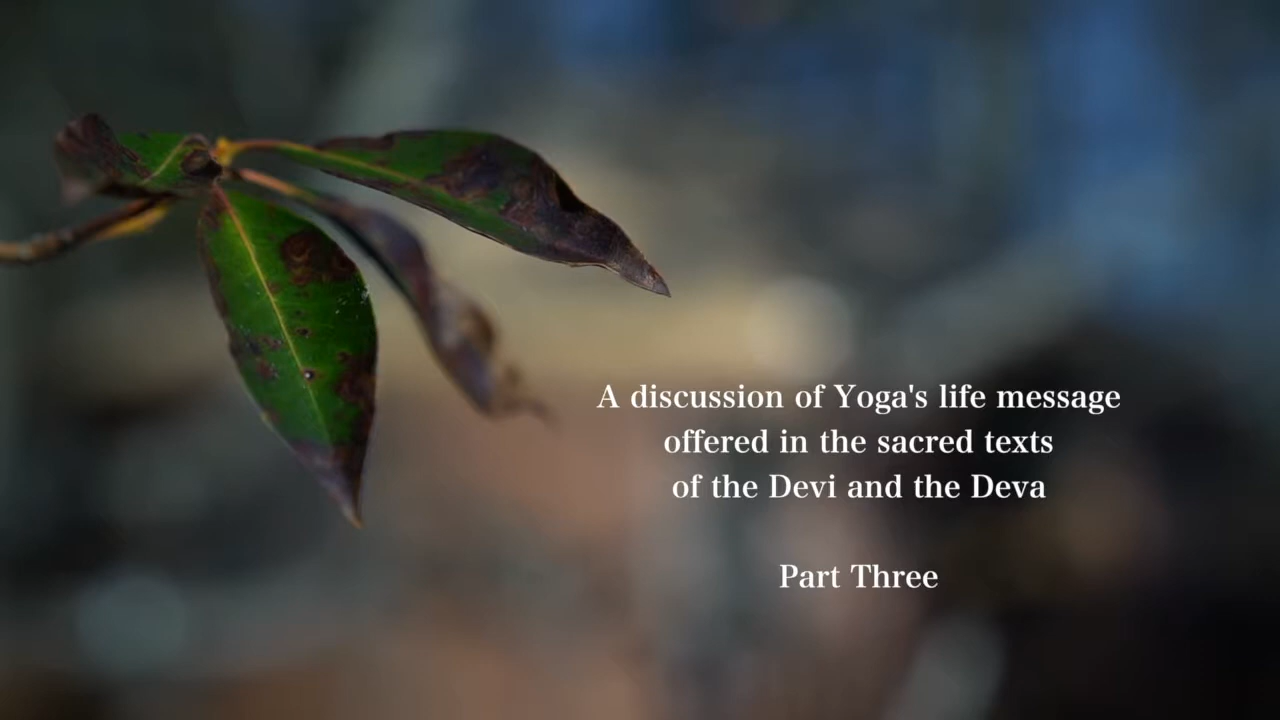 A discussion of Yoga's life message
offered in the sacred texts
of the Devi and the Deva
Part Three